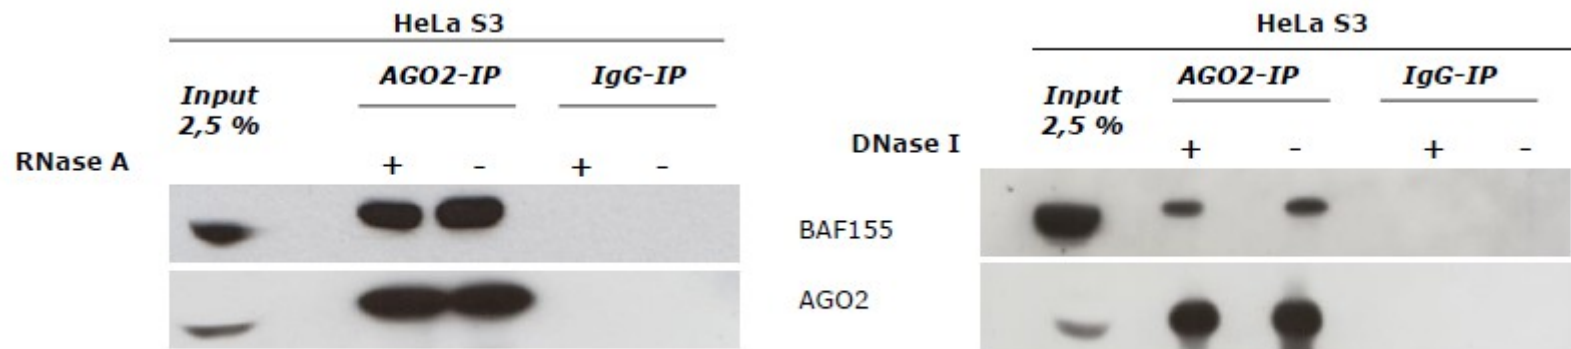 HeLa S3
AGO2-IP IgG-IP
Input
2,5 %
RNase A + - + -
HeLa S3
AGO2-IP IgG-IP
Input
2,5 %
DNase I + - + -
BAF155
AGO2